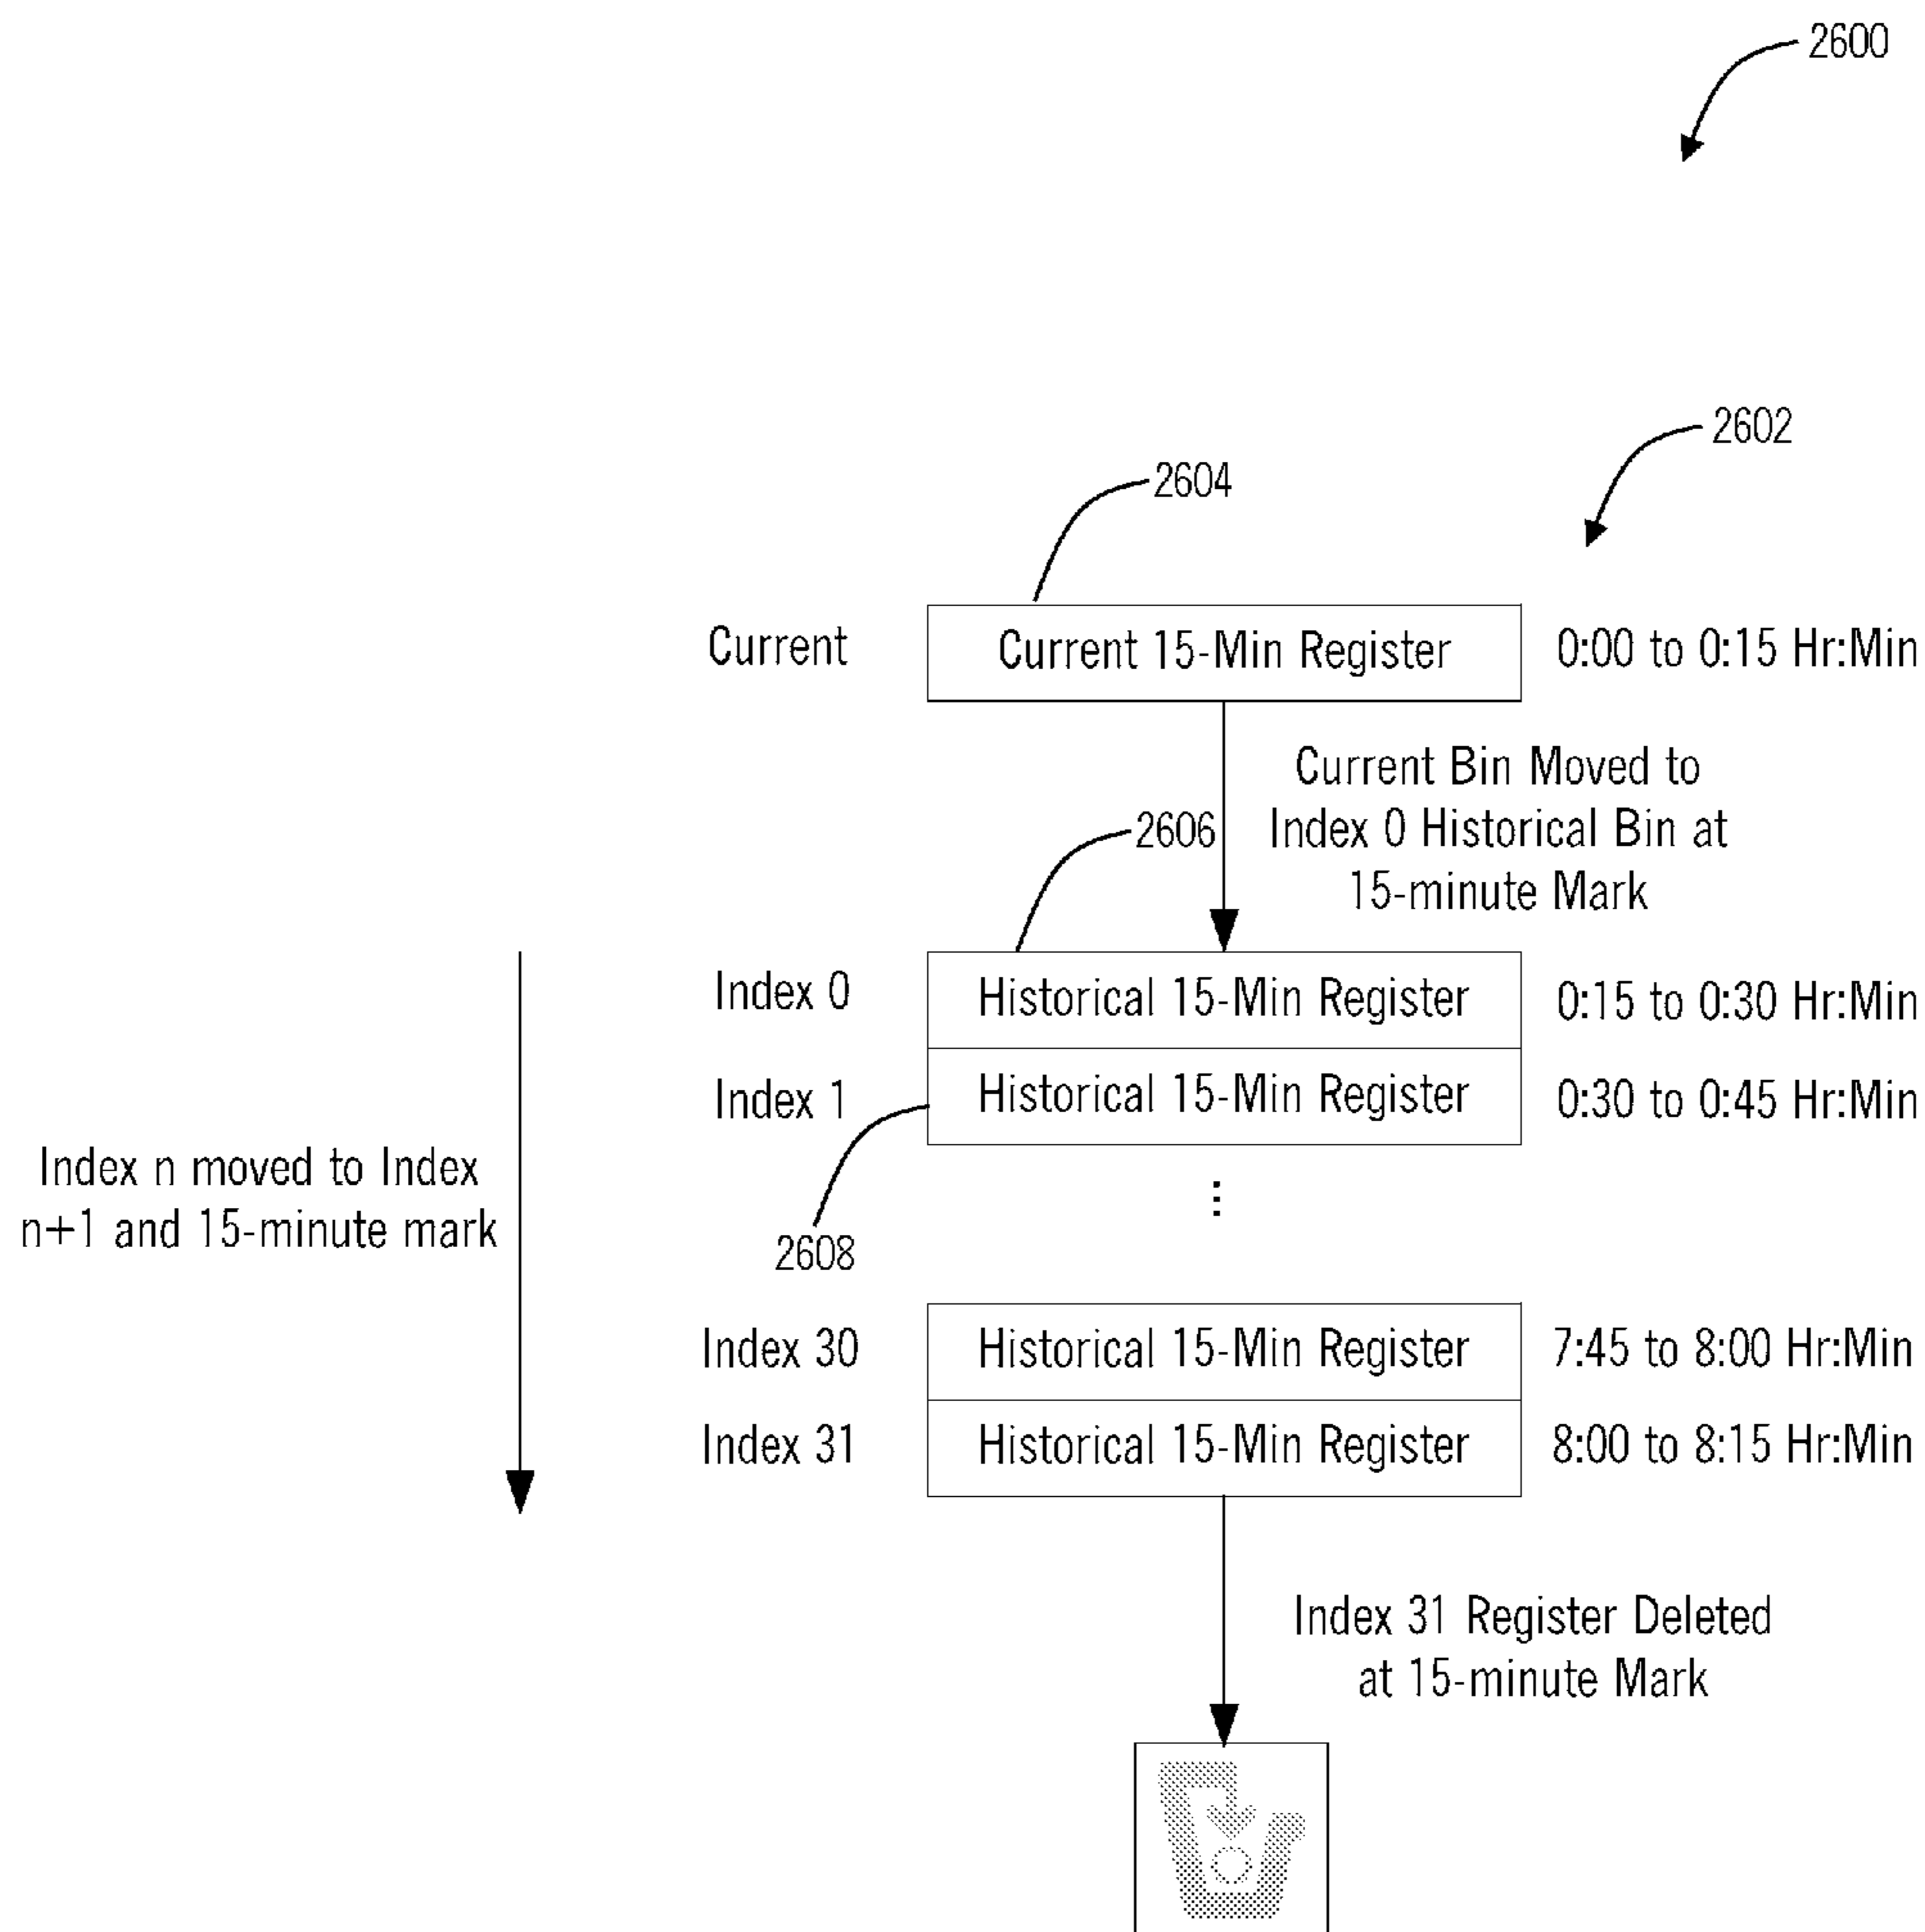 2600
2602
2604
Current
Current 15-Min Register
0:00 to 0:15 Hr:Min
Current Bin Moved to
Index 0 Historical Bin at
15-minute Mark
2606
Index 0
Historical 15-Min Register
0:15 to 0:30 Hr:Min
Index 1
Historical 15-Min Register
0:30 to 0:45 Hr:Min
Index n moved to Index
n+1 and 15-minute mark
2608
Index 30
Historical 15-Min Register
7:45 to 8:00 Hr:Min
Index 31
Historical 15-Min Register
8:00 to 8:15 Hr:Min
Index 31 Register Deleted
at 15-minute Mark